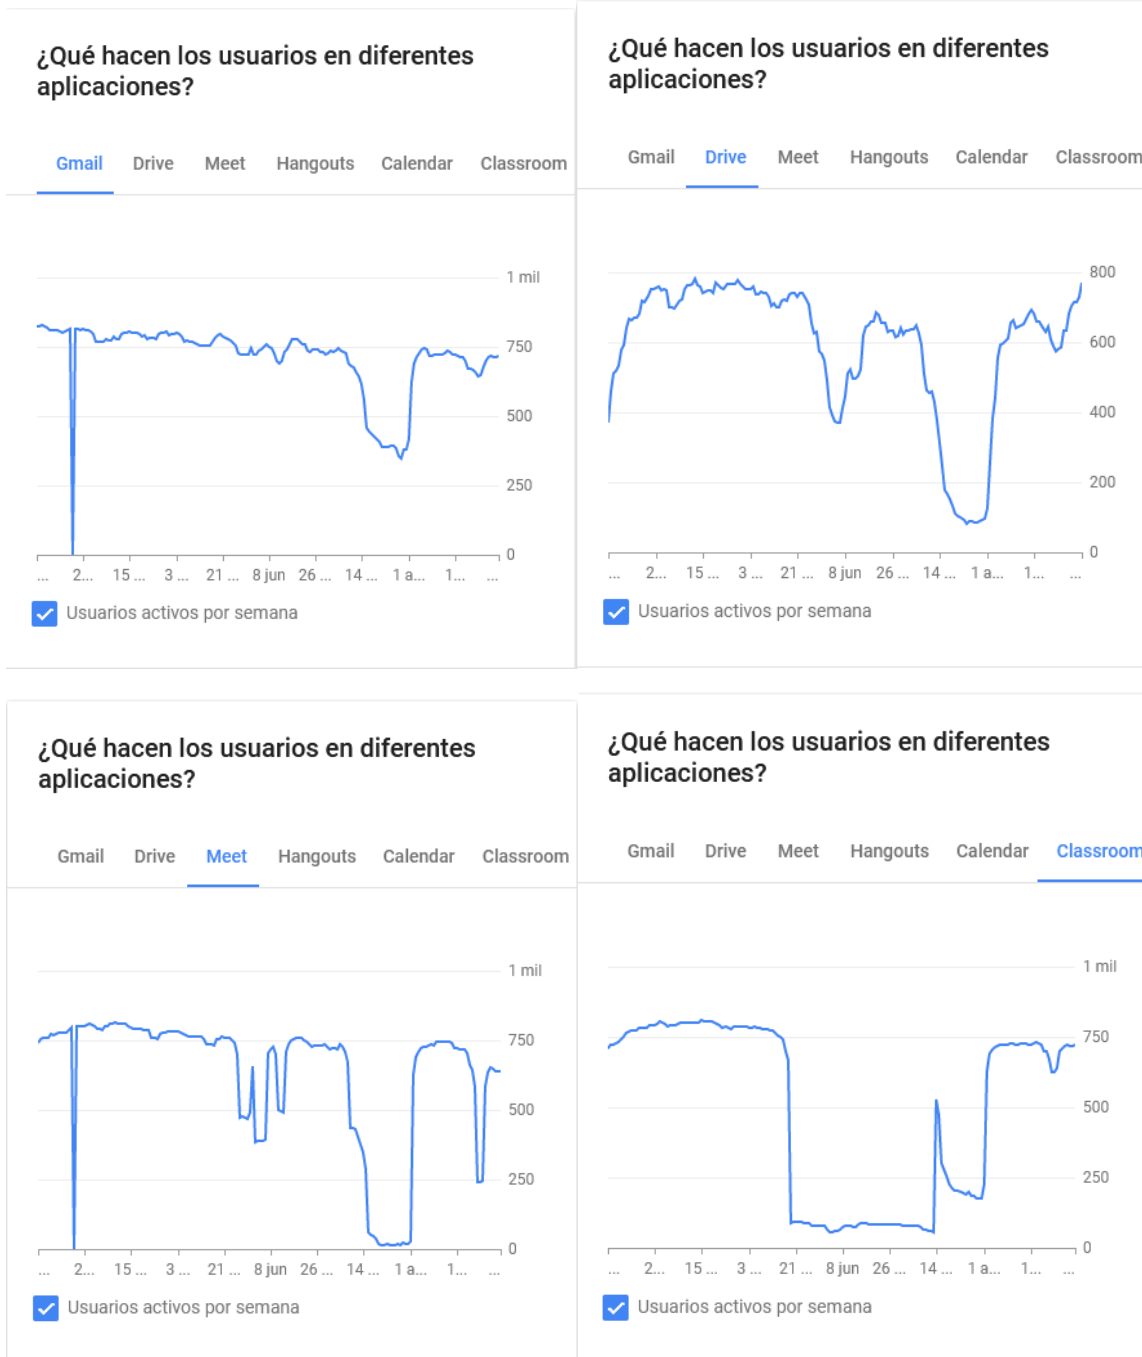 ¿Qué hacen los usuarios en diferentes
aplicaciones?
Gmail Drive Meet Hangouts Calendar Classroom
1 mil
750
500
250
0
... 2... 15 ... 3 ... 21 ... 8 jun 26 ... 14 ... 1 a... 1... ...
Usuarios activos por semana
¿Qué hacen los usuarios en diferentes
aplicaciones?
Gmail Drive Meet Hangouts Calendar Classroom
800
600
400
200
0
... 2... 15 ... 3 ... 21 ... 8 jun 26 ... 14 ... 1 a... 1... ...
Usuarios activos por semana
¿Qué hacen los usuarios en diferentes
aplicaciones?
Gmail Drive Meet Hangouts Calendar Classroom
1 mil
750
500
250
0
... 2... 15 ... 3 ... 21 ... 8 jun 26 ... 14 ... 1 a... 1... ...
Usuarios activos por semana
¿Qué hacen los usuarios en diferentes
aplicaciones?
Gmail Drive Meet Hangouts Calendar Classroom
1 mil
750
500
250
0
... 2... 15 ... 3 ... 21 ... 8 jun 26 ... 14 ... 1 a... 1... ...
Usuarios activos por semana